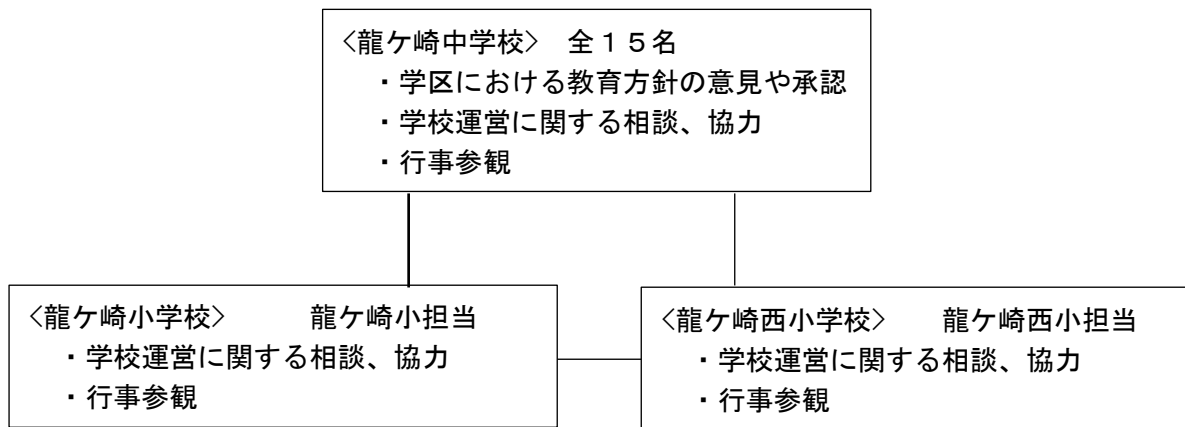 〈龍ケ崎中学校〉　全１５名
・学区における教育方針の意見や承認
・学校運営に関する相談、協力
・行事参観
〈龍ケ崎小学校〉　　　龍ケ崎小担当
・学校運営に関する相談、協力
・行事参観
〈龍ケ崎西小学校〉　　龍ケ崎西小担当
・学校運営に関する相談、協力
・行事参観